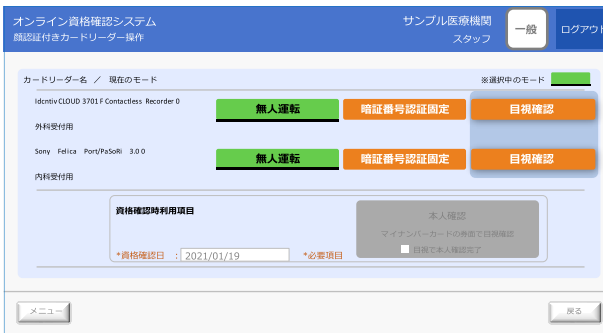 オンライン資格確認システム
顔認証付きカードリーダー操作
サンプル医療機関
スタッフ
一般
ログアウト
カードリーダー名 / 現在のモード
※選択中のモード
Identiv CLOUD 3701 F Contactless Recorder 0
無人運転 暗証番号認証固定 目視確認
外科受付用
Sony Felica Port/PaSoRi 3.0 0
無人運転 暗証番号認証固定 目視確認
内科受付用
資格確認時利用項目
本人確認
マイナンバーカードの券面で目視確認
目視で本人確認完了
*資格確認日 : 2021/01/19 *必要項目
メニュー
戻る